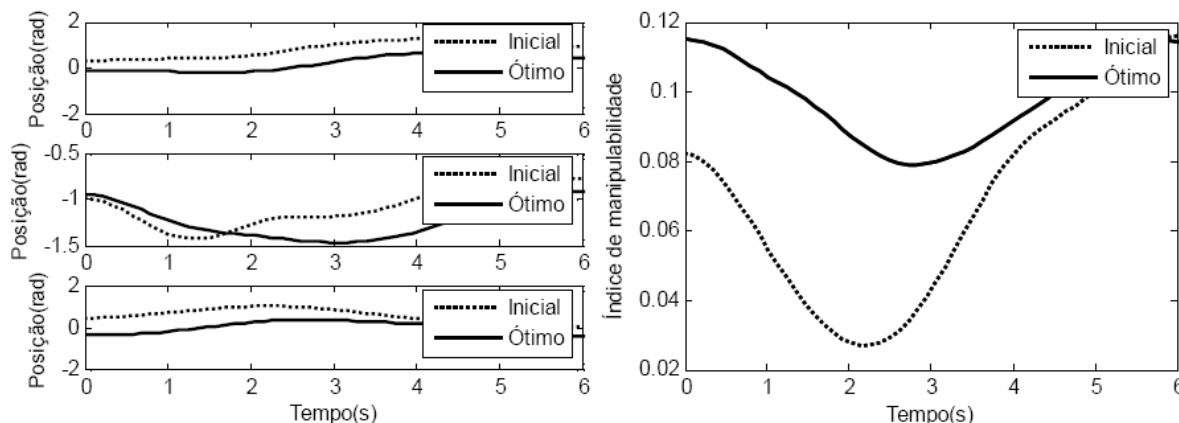 Posição(rad)
2
0
-2
0 1 2 3 4 5 6
Inicial
Ótimo
Posição(rad)
-0.5
-1
-1.5
0 1 2 3 4 5 6
Inicial
Ótimo
Posição(rad)
2
0
-2
0 1 2 3 4 5 6
Inicial
Ótimo
Tempo(s)
Índice de manipulabilidade
0.12
0.1
0.08
0.06
0.04
0.02
0 1 2 3 4 5 6
Inicial
Ótimo
Tempo(s)